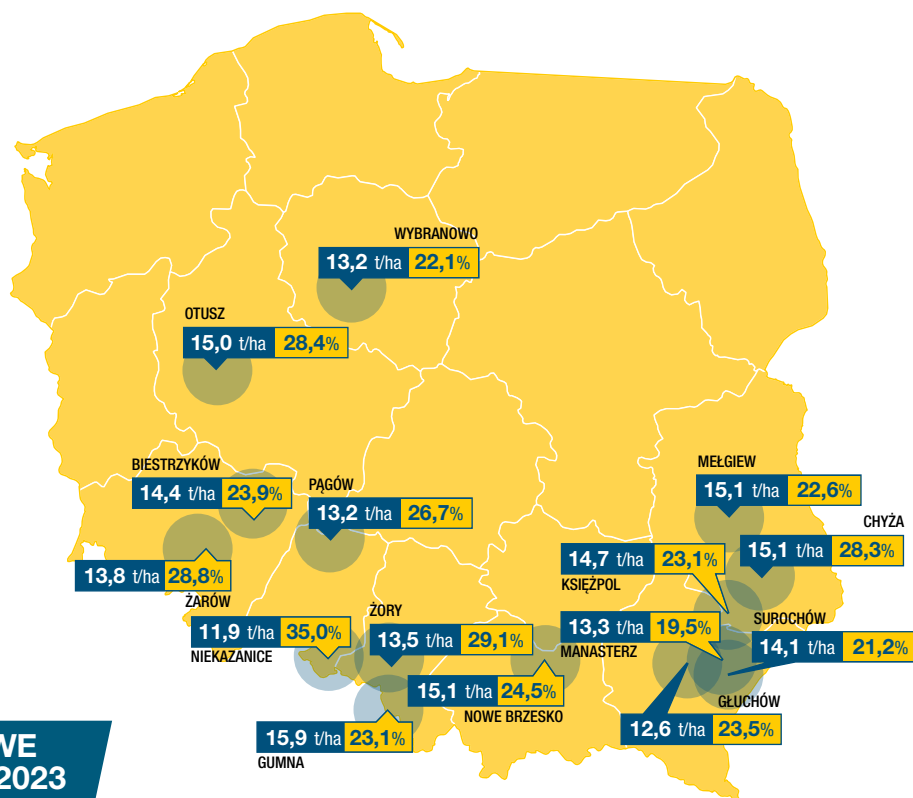 WYBRANOWO
13,2 t/ha 22,1%
OTUSZ
15,0 t/ha 28,4%
BIESTRZYKÓW
14,4 t/ha 23,9%
PĄGÓW
13,2 t/ha 26,7%
MEŁGIEW
15,1 t/ha 22,6%
CHYŻA
15,1 t/ha 28,3%
14,7 t/ha 23,1%
KSIĘŻPOL
13,8 t/ha 28,8%
ŻARÓW
11,9 t/ha 35,0%
NIEKAZANICE
ŻORY
13,5 t/ha 29,1%
13,3 t/ha 19,5%
MANASTERZ
SUROCHÓW
14,1 t/ha 21,2%
15,1 t/ha 24,5%
NOWE BRZESKO
GŁUCHÓW
12,6 t/ha 23,5%
15,9 t/ha 23,1%
GUMNA
WE
2023